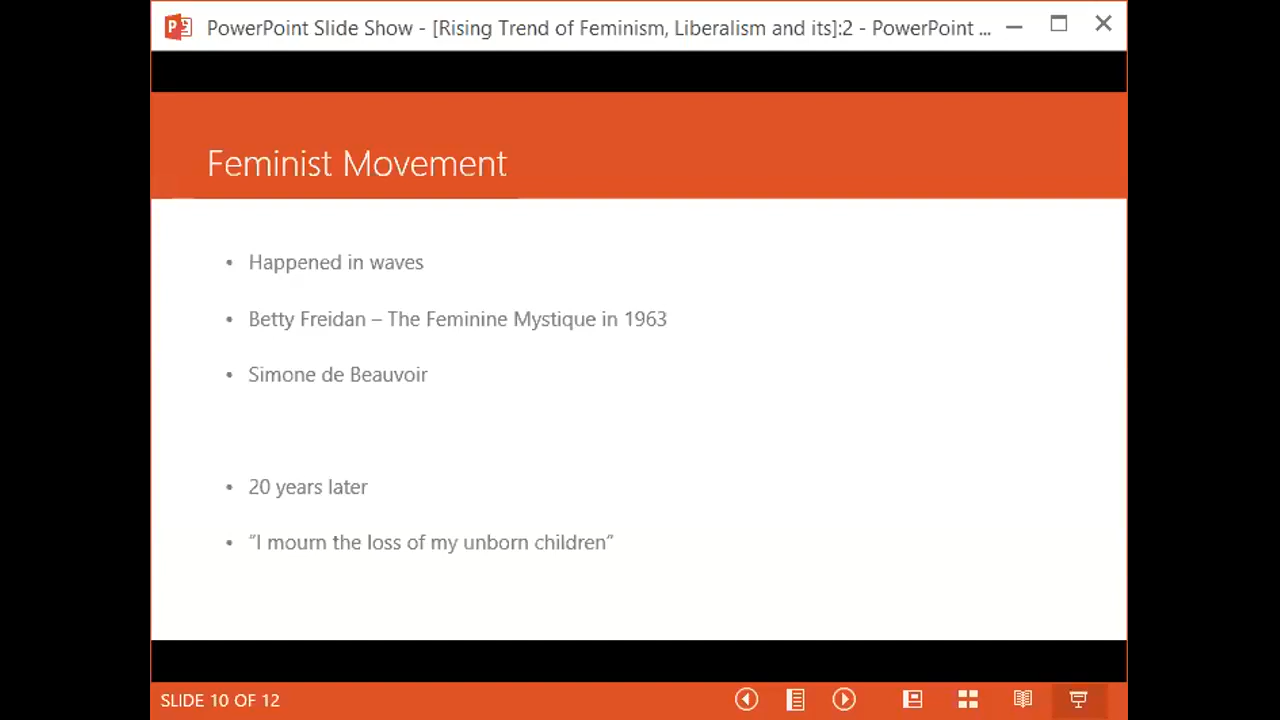 PowerPoint Slide Show - [Rising Trend of Feminism, Liberalism and its]:2 - PowerPoint ...
Feminist Movement
• Happened in waves
• Betty Freidan – The Feminine Mystique in 1963
• Simone de Beauvoir
• 20 years later
• "I mourn the loss of my unborn children"
SLIDE 10 OF 12